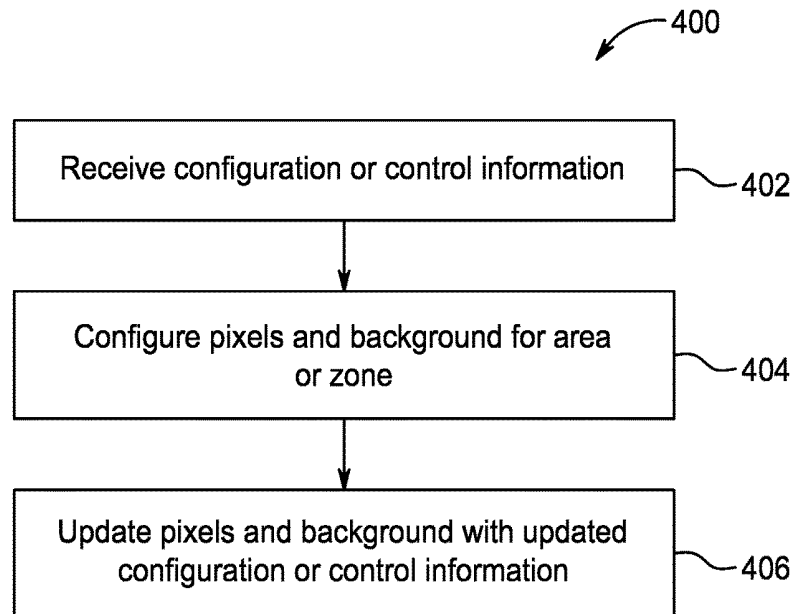 400
Receive configuration or control information
402
Configure pixels and background for area
or zone
404
Update pixels and background with updated
configuration or control information
406